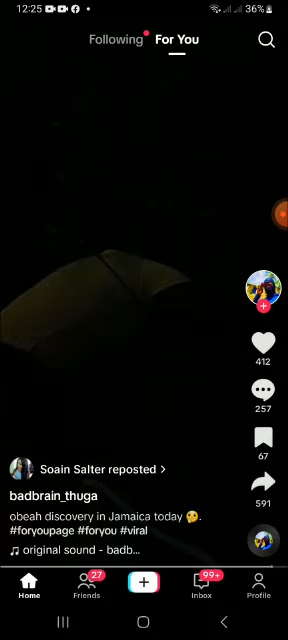 12:25
36%
Following
For You
412
257
67
591
Soain Salter reposted >
badbrain_thuga
obeah discovery in Jamaica today 🤔.
#foryoupage #foryou #viral
original sound - badb...
27
99+
Home
Friends
Inbox
Profile